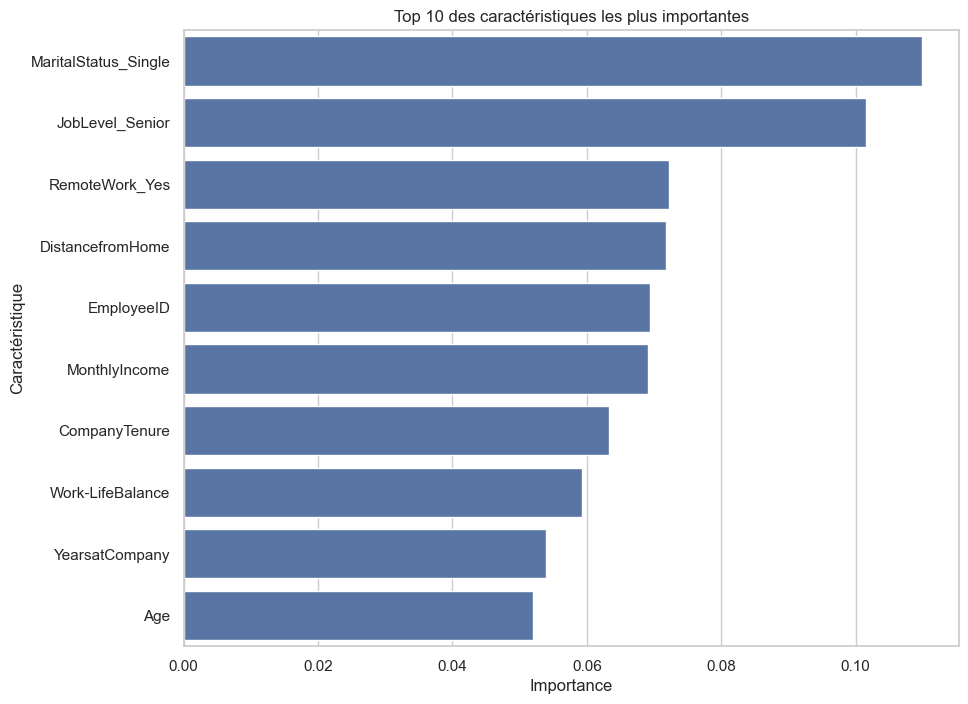 Top 10 des caractéristiques les plus importantes
MaritalStatus_Single
JobLevel_Senior
RemoteWork_Yes
DistancefromHome
EmployeeID
MonthlyIncome
CompanyTenure
Work-LifeBalance
YearsatCompany
Age
Caractéristique
0.00 0.02 0.04 0.06 0.08 0.10
Importance